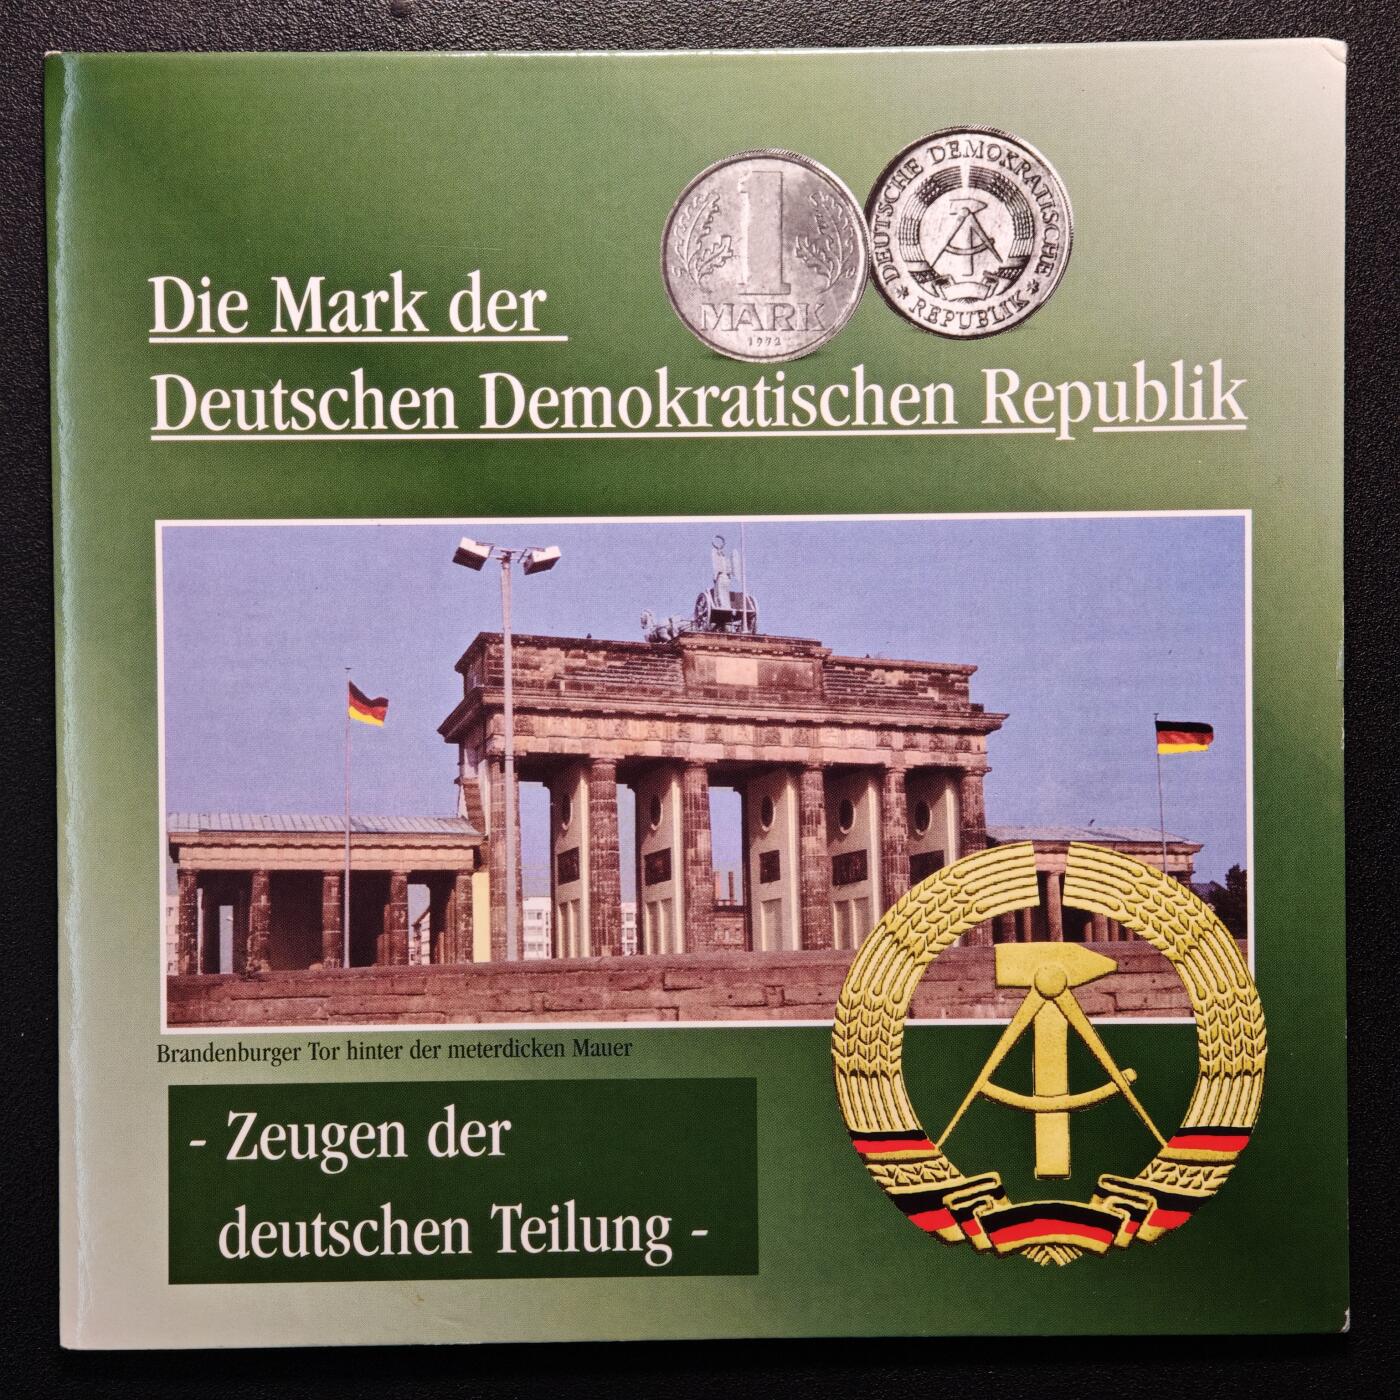 1
MARK
1972
DEUTSCHE DEMOKRATISCHE
* REPUBLIK *
Die Mark der
Deutschen Demokratischen Republik
Brandenburger Tor hinter der meterdicken Mauer
- Zeugen der
deutschen Teilung -